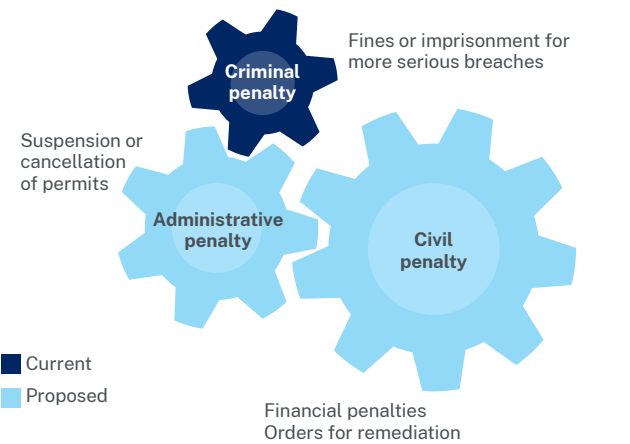 Criminal
penalty
Fines or imprisonment for
more serious breaches
Suspension or
cancellation
of permits
Administrative
penalty
Civil
penalty
Current
Proposed
Financial penalties
Orders for remediation